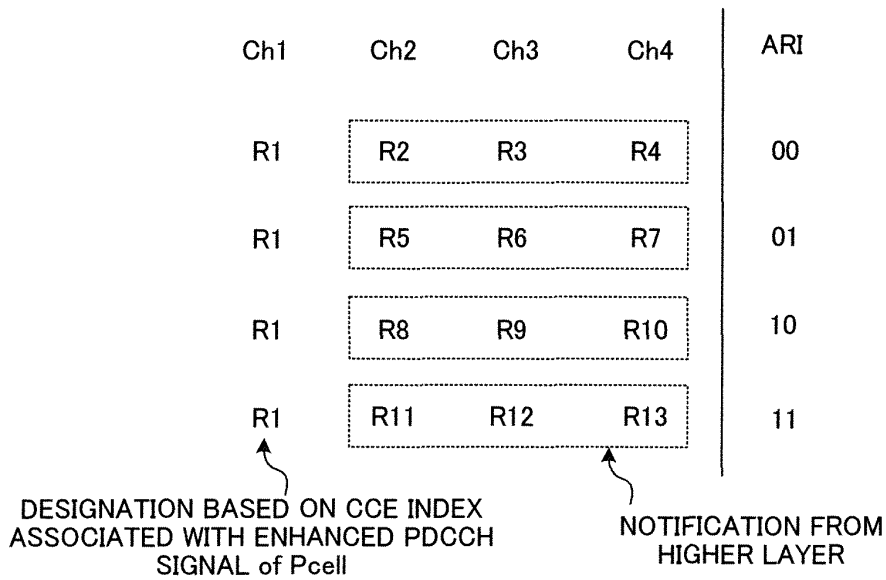 Ch1 Ch2 Ch3 Ch4 ARI
R1 R2 R3 R4 00
R1 R5 R6 R7 01
R1 R8 R9 R10 10
R1 R11 R12 R13 11
DESIGNATION BASED ON CCE INDEX
ASSOCIATED WITH ENHANCED PDCCH
SIGNAL of Pcell
NOTIFICATION FROM
HIGHER LAYER